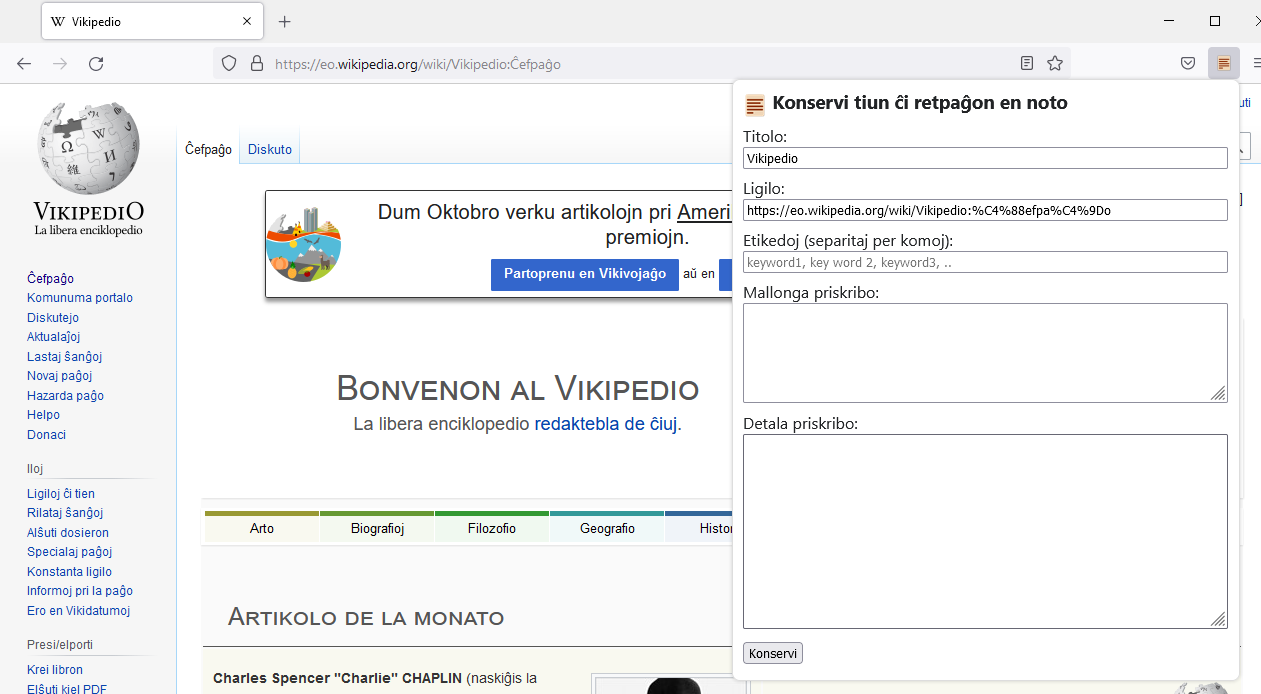 Vikipedio
https://eo.wikipedia.org/wiki/Vikipedio:Ĉefpaĝo
VIKIPEDIO
La libera enciklopedio
Ĉefpaĝo
Komunuma portalo
Diskutejo
Aktualaĵoj
Lastaj ŝanĝoj
Novaj paĝoj
Hazarda paĝo
Helpo
Donaci
Iloj
Ligiloj ĉi tien
Rilataj ŝanĝoj
Alŝuti dosieron
Specialaj paĝoj
Konstanta ligilo
Informoj pri la paĝo
Ero en Vikidatumoj
Presi/elporti
Krei libron
Elŝuti kiel PDF
Ĉefpaĝo Diskuto
Dum Oktobro verku artikolojn pri Ameri
premiojn.
Partoprenu en Vikivojaĝo aŭ en
BONVENON AL VIKIPEDIO
La libera enciklopedio redaktebla de ĉiuj.
Arto Biografioj Filozofio Geografio Histor
ARTIKOLO DE LA MONATO
Charles Spencer "Charlie" CHAPLIN (naskiĝis la
Konservi tiun ĉi retpaĝon en noto
Titolo:
Vikipedio
Ligilo:
https://eo.wikipedia.org/wiki/Vikipedio:%C4%88efpa%C4%9Do
Etikedoj (separitaj per komoj):
keyword1, key word 2, keyword3, ..
Mallonga priskribo:
Detala priskribo:
Konservi
uti